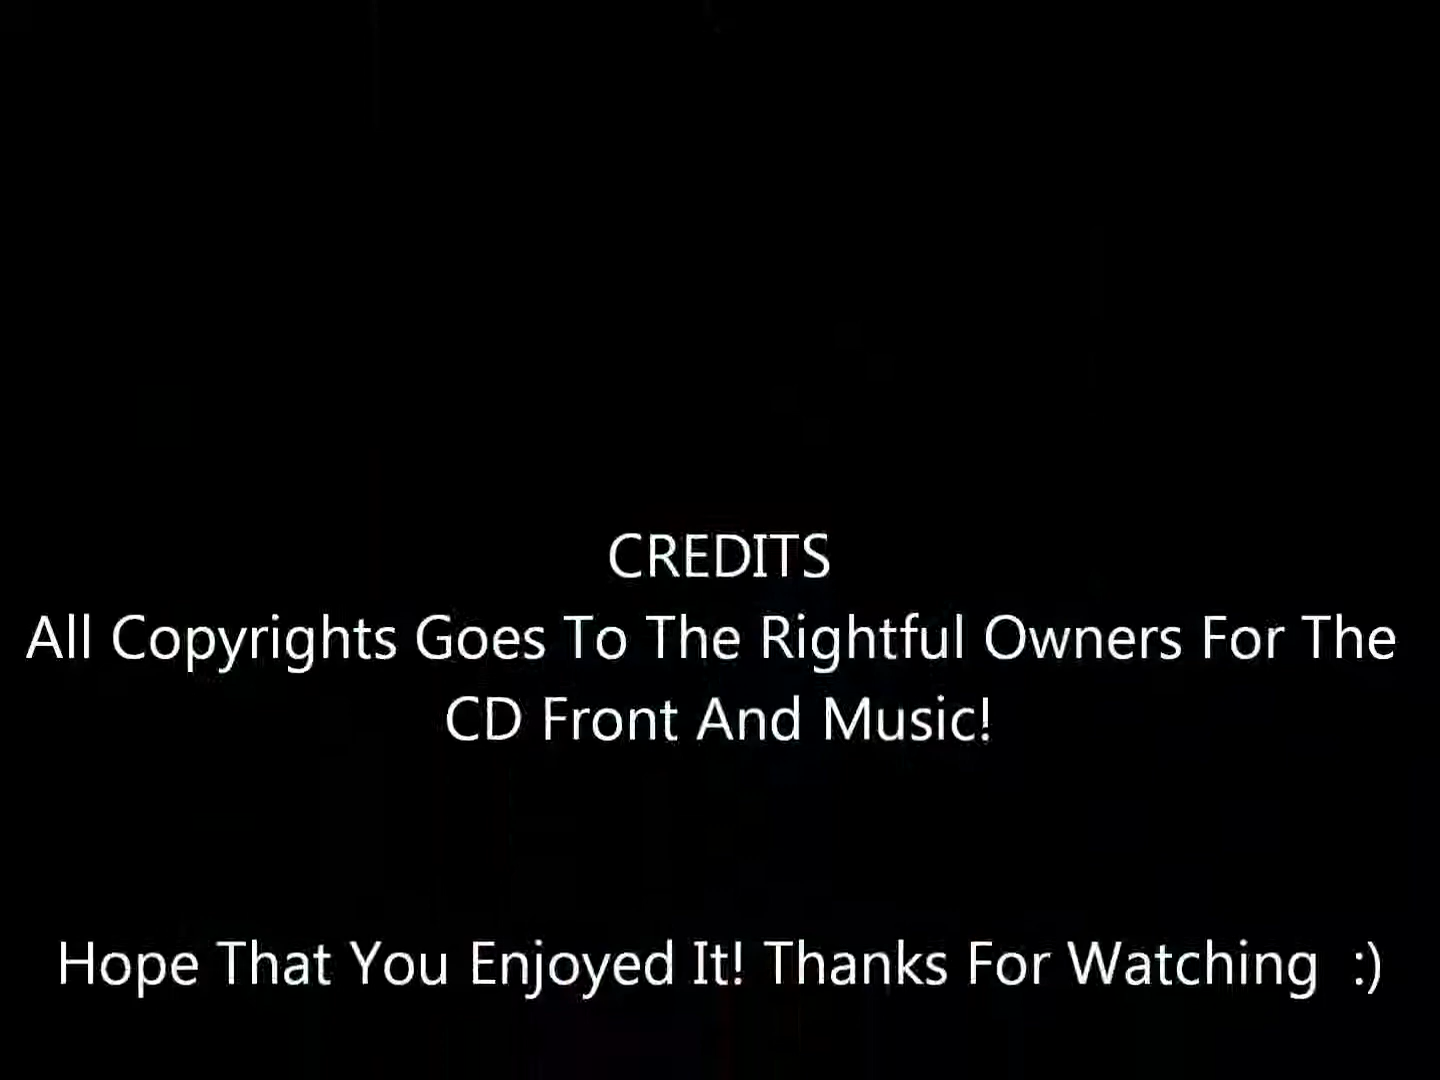 CREDITS
All Copyrights Goes To The Rightful Owners For The
CD Front And Music!
Hope That You Enjoyed It! Thanks For Watching  :)